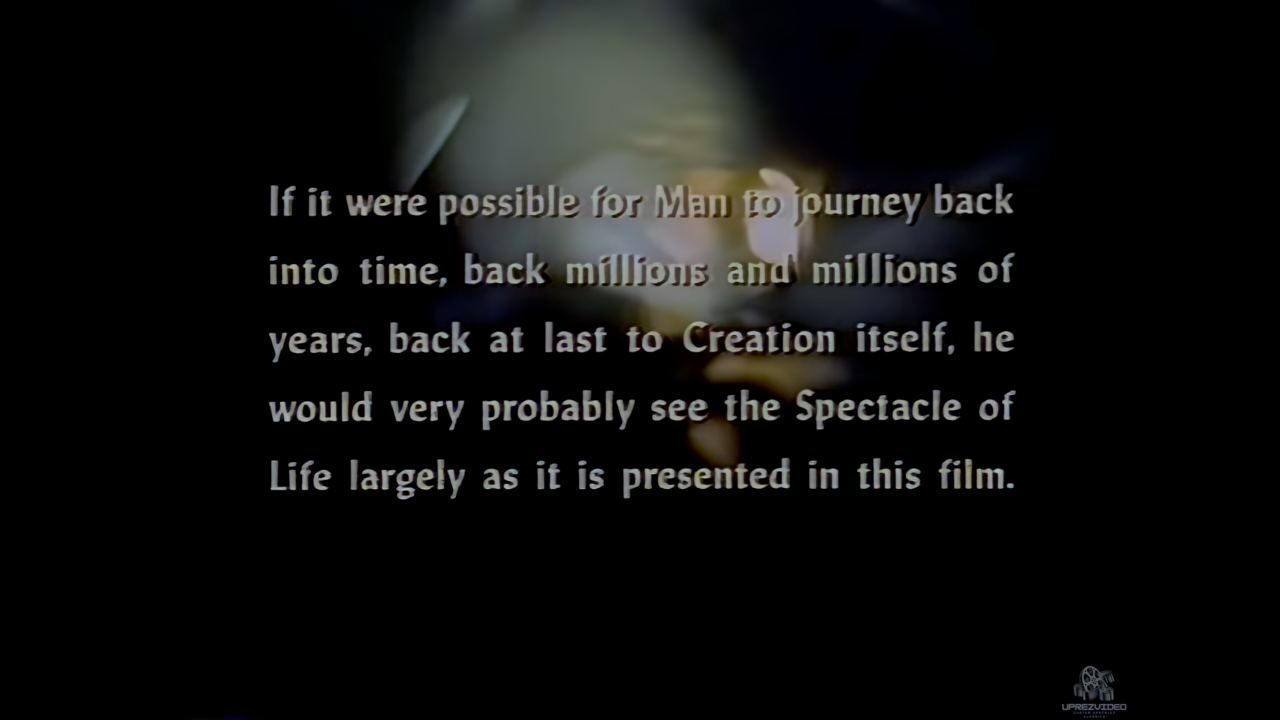 If it were possible for Man to journey back
into time, back millions and millions of
years, back at last to Creation itself, he
would very probably see the Spectacle of
Life largely as it is presented in this film.
UPREZVIDEO